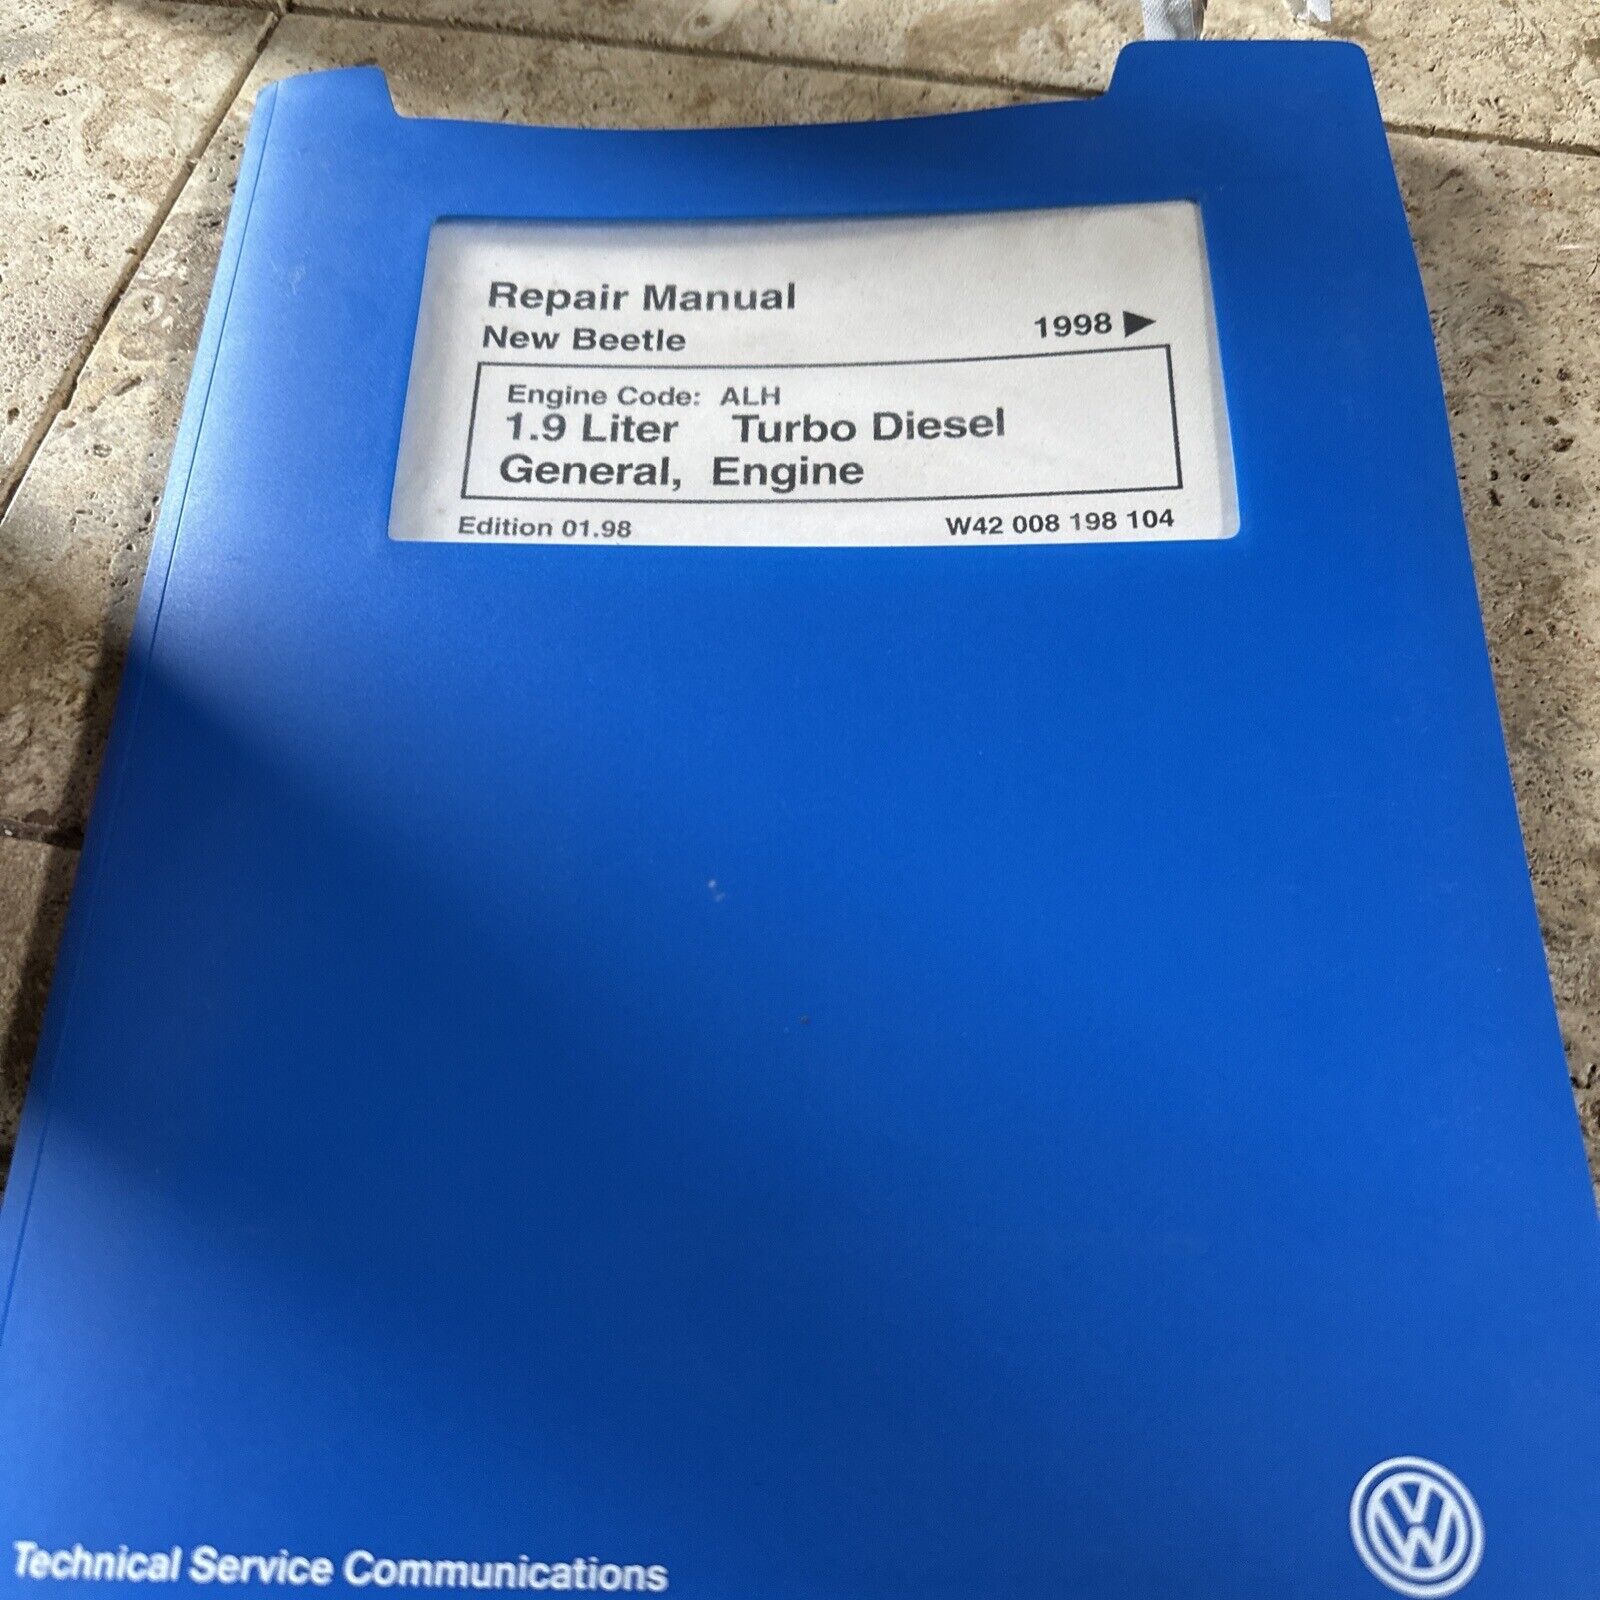 Repair Manual
New Beetle 1998 ▶
Engine Code: ALH
1.9 Liter Turbo Diesel
General, Engine
Edition 01.98 W42 008 198 104
Technical Service Communications
VW